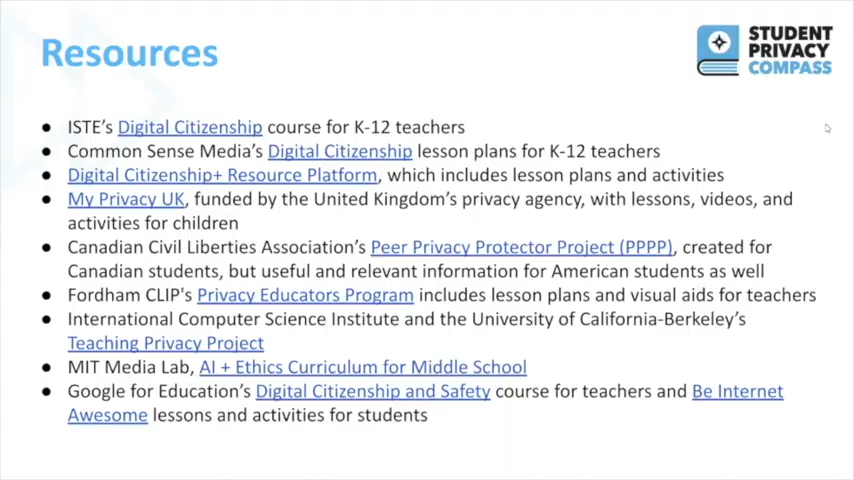 Resources
STUDENT
PRIVACY
COMPASS
● ISTE's Digital Citizenship course for K-12 teachers
● Common Sense Media's Digital Citizenship lesson plans for K-12 teachers
● Digital Citizenship+ Resource Platform, which includes lesson plans and activities
● My Privacy UK, funded by the United Kingdom's privacy agency, with lessons, videos, and
activities for children
● Canadian Civil Liberties Association's Peer Privacy Protector Project (PPPP), created for
Canadian students, but useful and relevant information for American students as well
● Fordham CLIP's Privacy Educators Program includes lesson plans and visual aids for teachers
● International Computer Science Institute and the University of California-Berkeley's
Teaching Privacy Project
● MIT Media Lab, AI + Ethics Curriculum for Middle School
● Google for Education's Digital Citizenship and Safety course for teachers and Be Internet
Awesome lessons and activities for students